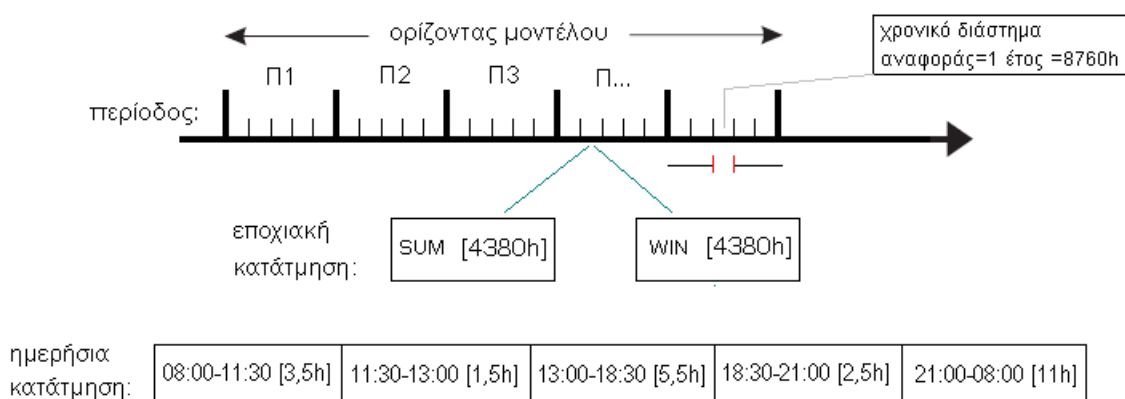 ορίζοντας μοντέλου
χρονικό διάστημα
αναφοράς=1 έτος =8760h
Π1 Π2 Π3 Π...
περίοδος:
εποχιακή
κατάτμηση:
SUM [4380h]
WIN [4380h]
ημερήσια
κατάτμηση:
08:00-11:30 [3,5h] 11:30-13:00 [1,5h] 13:00-18:30 [5,5h] 18:30-21:00 [2,5h] 21:00-08:00 [11h]